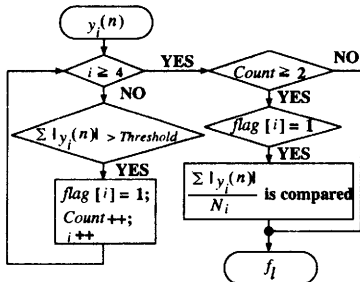 y_i(n)
i ≧ 4
YES
Count ≧ 2
NO
NO
YES
Σ |y_i(n)| > Threshold
flag [i] = 1
YES
YES
flag [i] = 1;
Count ++;
i ++
Σ |y_i(n)|
N_i
is compared
f_l